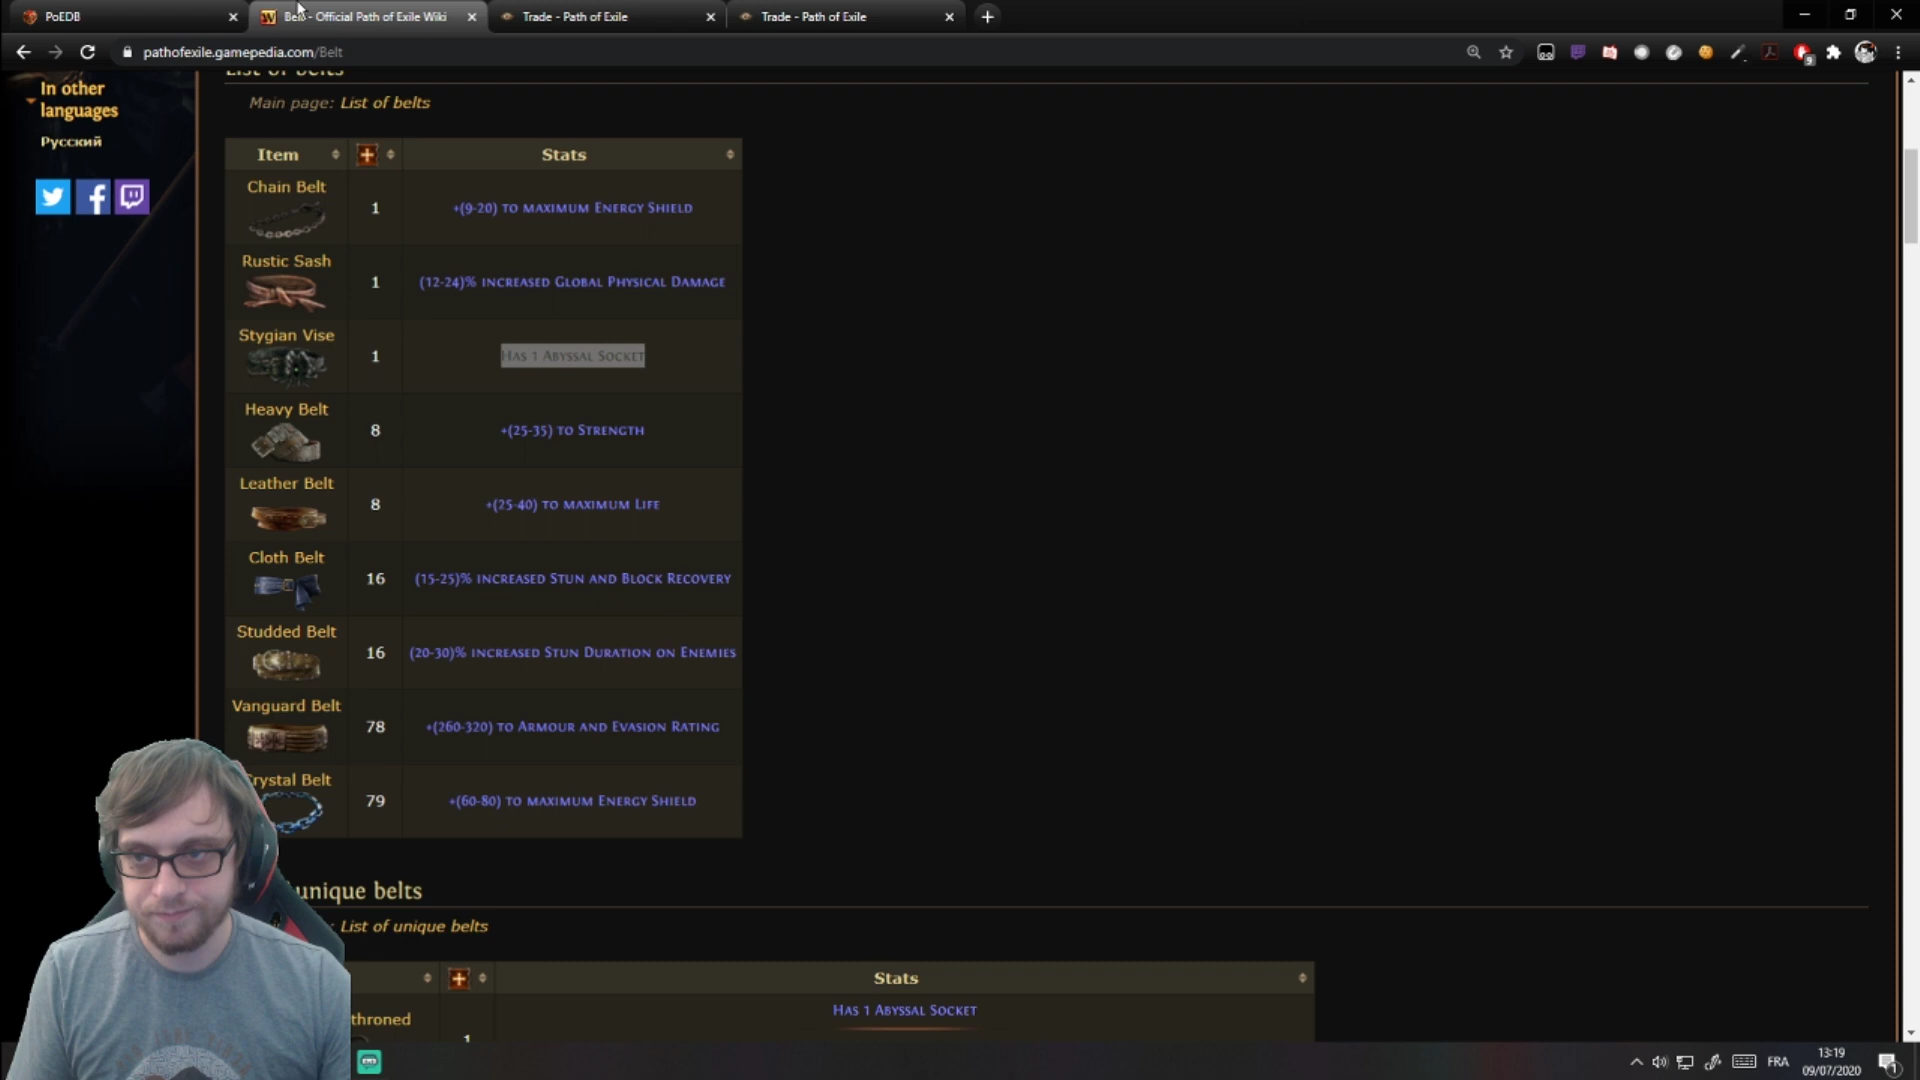 PoEDB
Belt - Official Path of Exile Wiki
Trade - Path of Exile
Trade - Path of Exile
pathofexile.gamepedia.com/Belt
9
In other
languages
Русский
List of belts
Main page: List of belts
Item Stats
Chain Belt 1 +(9-20) to maximum Energy Shield
Rustic Sash 1 (12-24)% increased Global Physical Damage
Stygian Vise 1 Has 1 Abyssal Socket
Heavy Belt 8 +(25-35) to Strength
Leather Belt 8 +(25-40) to maximum Life
Cloth Belt 16 (15-25)% increased Stun and Block Recovery
Studded Belt 16 (20-30)% increased Stun Duration on Enemies
Vanguard Belt 78 +(260-320) to Armour and Evasion Rating
Crystal Belt 79 +(60-80) to maximum Energy Shield
unique belts
: List of unique belts
Stats
throned 1 Has 1 Abyssal Socket
FRA
13:19
09/07/2020
1